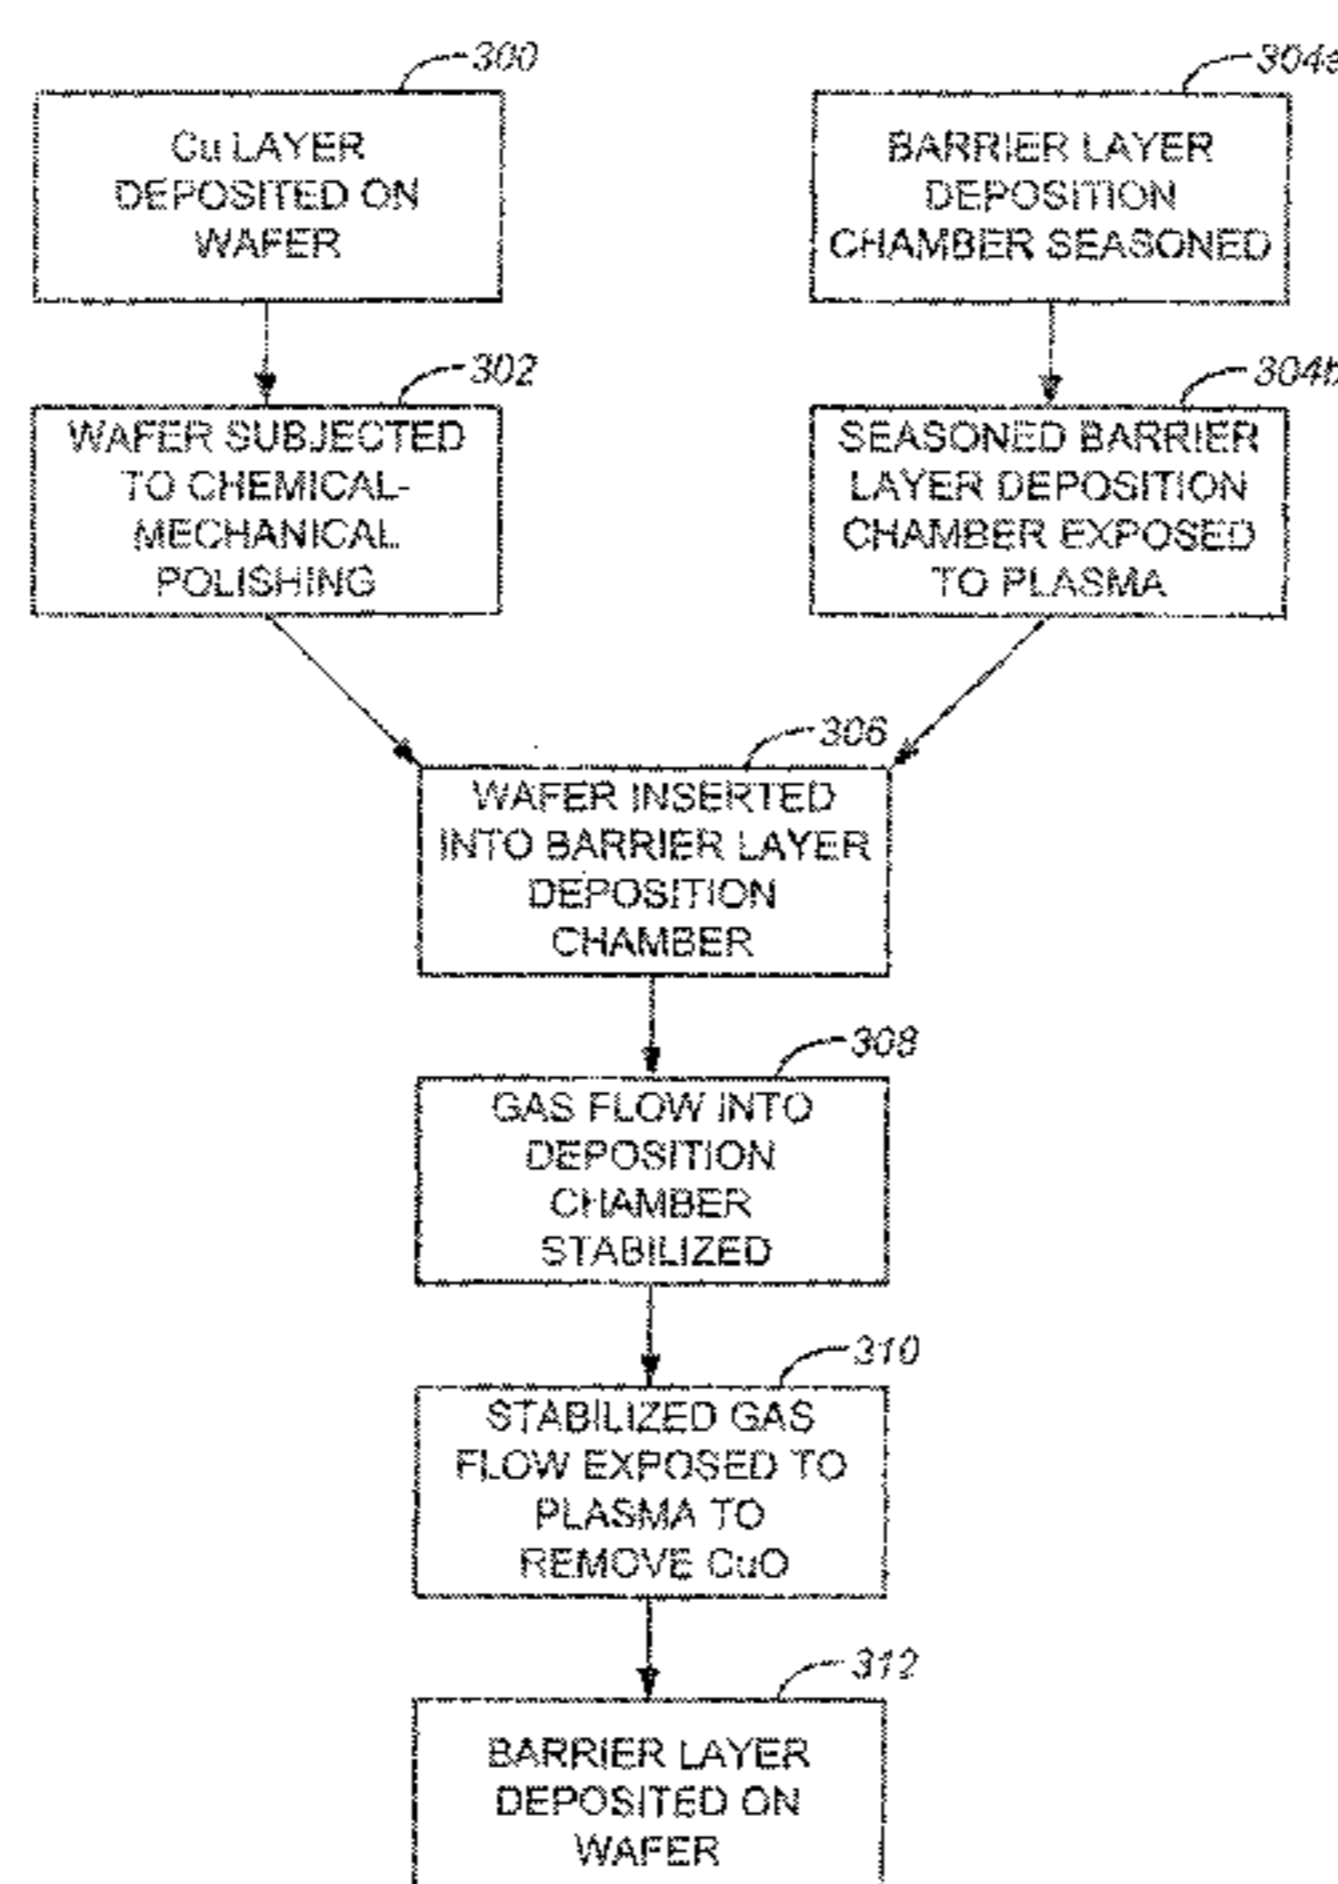 300
Cu LAYER
DEPOSITED ON
WAFER
304a
BARRIER LAYER
DEPOSITION
CHAMBER SEASONED
302
WAFER SUBJECTED
TO CHEMICAL-
MECHANICAL
POLISHING
304b
SEASONED BARRIER
LAYER DEPOSITION
CHAMBER EXPOSED
TO PLASMA
306
WAFER INSERTED
INTO BARRIER LAYER
DEPOSITION
CHAMBER
308
GAS FLOW INTO
DEPOSITION
CHAMBER
STABILIZED
310
STABILIZED GAS
FLOW EXPOSED TO
PLASMA TO
REMOVE CuO
312
BARRIER LAYER
DEPOSITED ON
WAFER